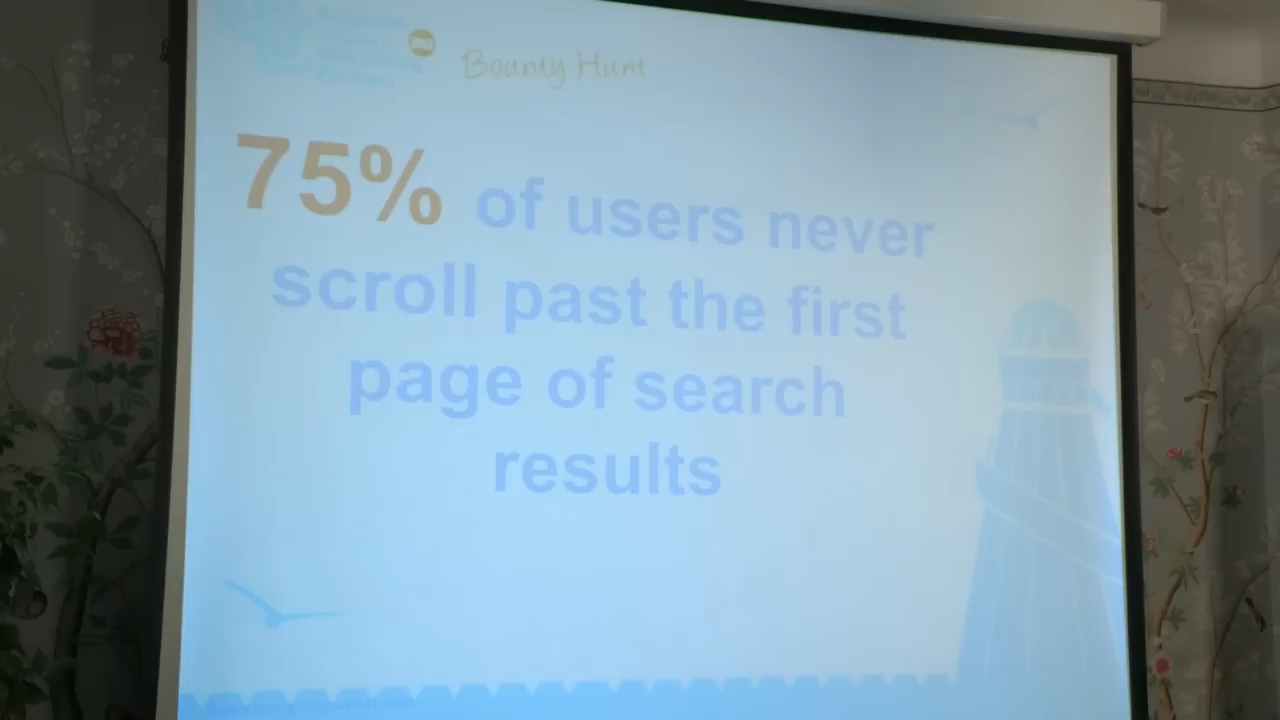 Bounty Hunt
75% of users never
scroll past the first
page of search
results